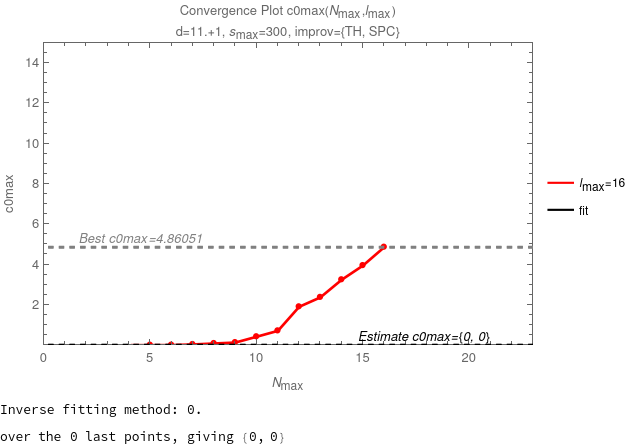 Convergence Plot c0max(Nmax,lmax)
d=11.+1, smax=300, improv={TH, SPC}
14
12
10
8
6
4
2
c0max
Best c0max=4.86051
Estimate c0max={0, 0}
lmax=16
fit
0
5
10
15
20
Nmax
Inverse fitting method: 0.
over the 0 last points, giving {0, 0}